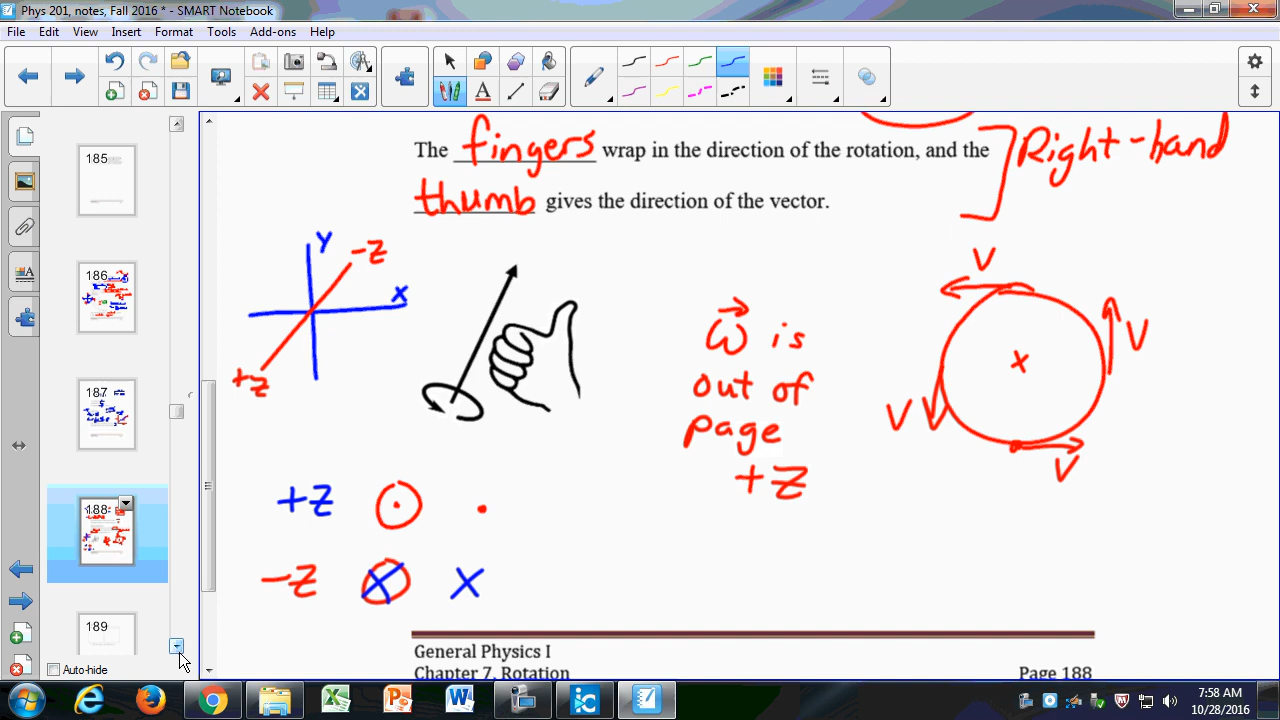 Phys 201, notes, Fall 2016 * - SMART Notebook
File Edit View Insert Format Tools Add-ons Help
The fingers wrap in the direction of the rotation, and the
thumb gives the direction of the vector.
Right-hand
185
186
187
188
189
Y
-Z
X
+Z
ω is
out of
page
+Z
V
V
V
V
x
+Z
-Z X X
General Physics I
Chapter 7, Rotation Page 188
Auto-hide
7:58 AM
10/28/2016